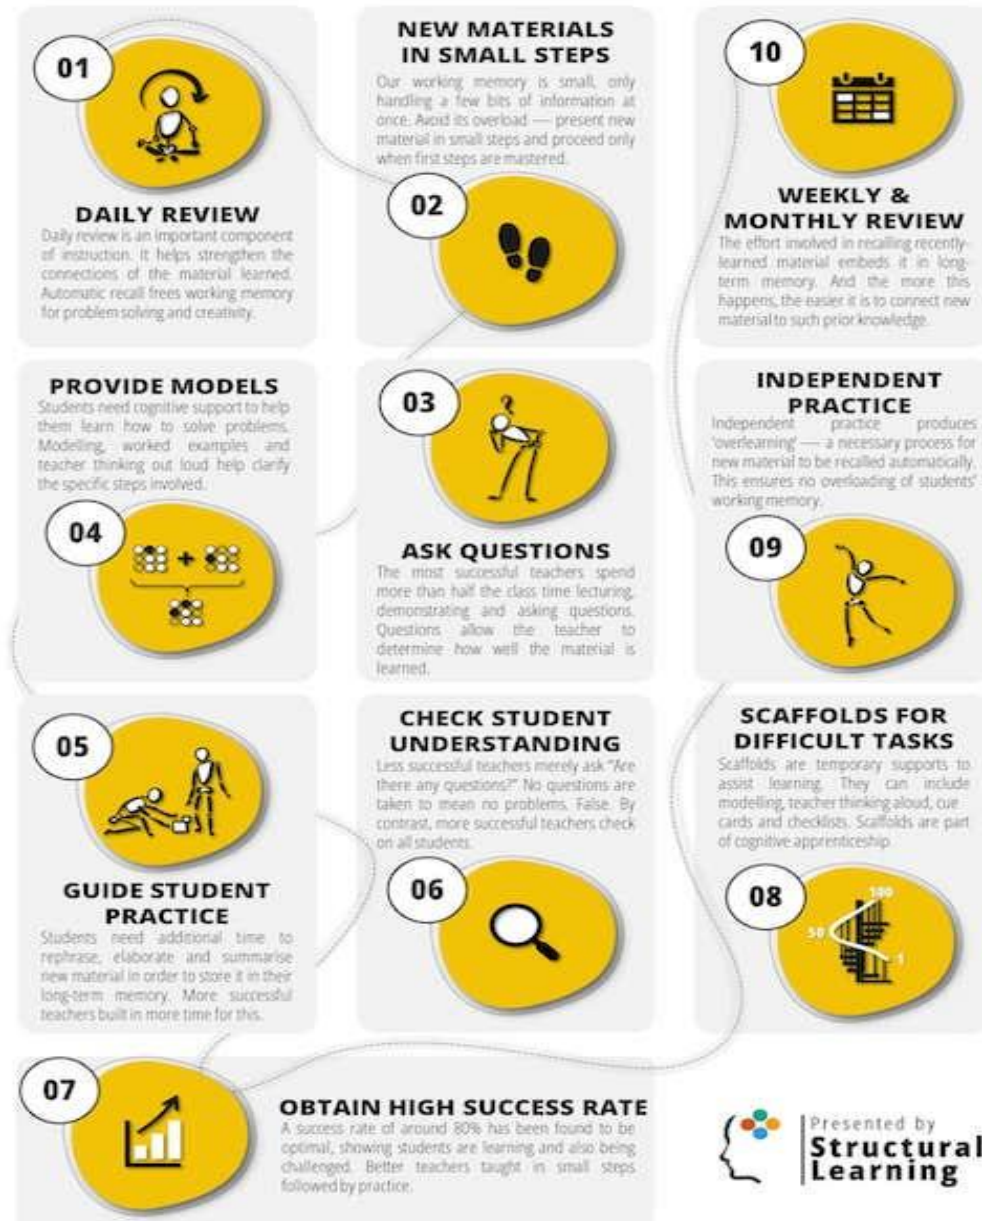 01
DAILY REVIEW
Daily review is an important component
of instruction. It helps strengthen the
connections of the material learned.
Automatic recall frees working memory
for problem solving and creativity.
NEW MATERIALS
IN SMALL STEPS
Our working memory is small, only
handling a few bits of information at
once. Avoid its overload — present new
material in small steps and proceed only
when first steps are mastered.
02
03
ASK QUESTIONS
The most successful teachers spend
more than half the class time lecturing,
demonstrating and asking questions.
Questions allow the teacher to
determine how well the material is
learned.
PROVIDE MODELS
Students need cognitive support to help
them learn how to solve problems.
Modelling, worked examples and
teacher thinking out loud help clarify
the specific steps involved.
04
+
05
GUIDE STUDENT
PRACTICE
Students need additional time to
rephrase, elaborate and summarise
new material in order to store it in their
long-term memory. More successful
teachers built in more time for this.
CHECK STUDENT
UNDERSTANDING
Less successful teachers merely ask "Are
there any questions?" No questions are
taken to mean no problems. False. By
contrast, more successful teachers check
on all students.
06
07
OBTAIN HIGH SUCCESS RATE
A success rate of around 80% has been found to be
optimal, showing students are learning and also being
challenged. Better teachers taught in small steps
followed by practice.
SCAFFOLDS FOR
DIFFICULT TASKS
Scaffolds are temporary supports to
assist learning. They can include
modelling, teacher thinking aloud, cue
cards and checklists. Scaffolds are part
of cognitive apprenticeship.
08
100
50
1
INDEPENDENT
PRACTICE
Independent practice produces
'overlearning' — a necessary process for
new material to be recalled automatically.
This ensures no overloading of students'
working memory.
09
10
WEEKLY &
MONTHLY REVIEW
The effort involved in recalling recently-
learned material embeds it in long-
term memory. And the more this
happens, the easier it is to connect new
material to such prior knowledge.
?
Presented by
Structural
Learning